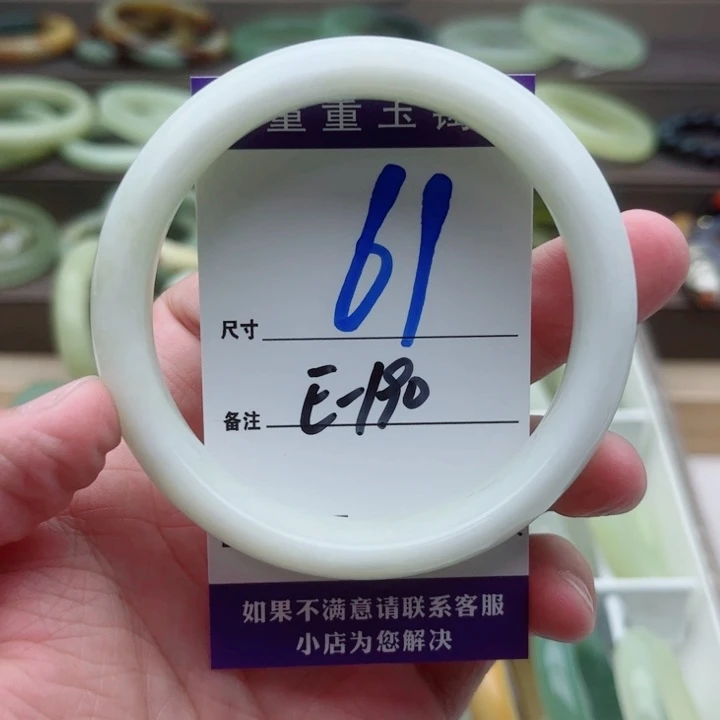 重重玉镯
61
尺寸
E-190
备注
如果不满意请联系客服
小店为您解决